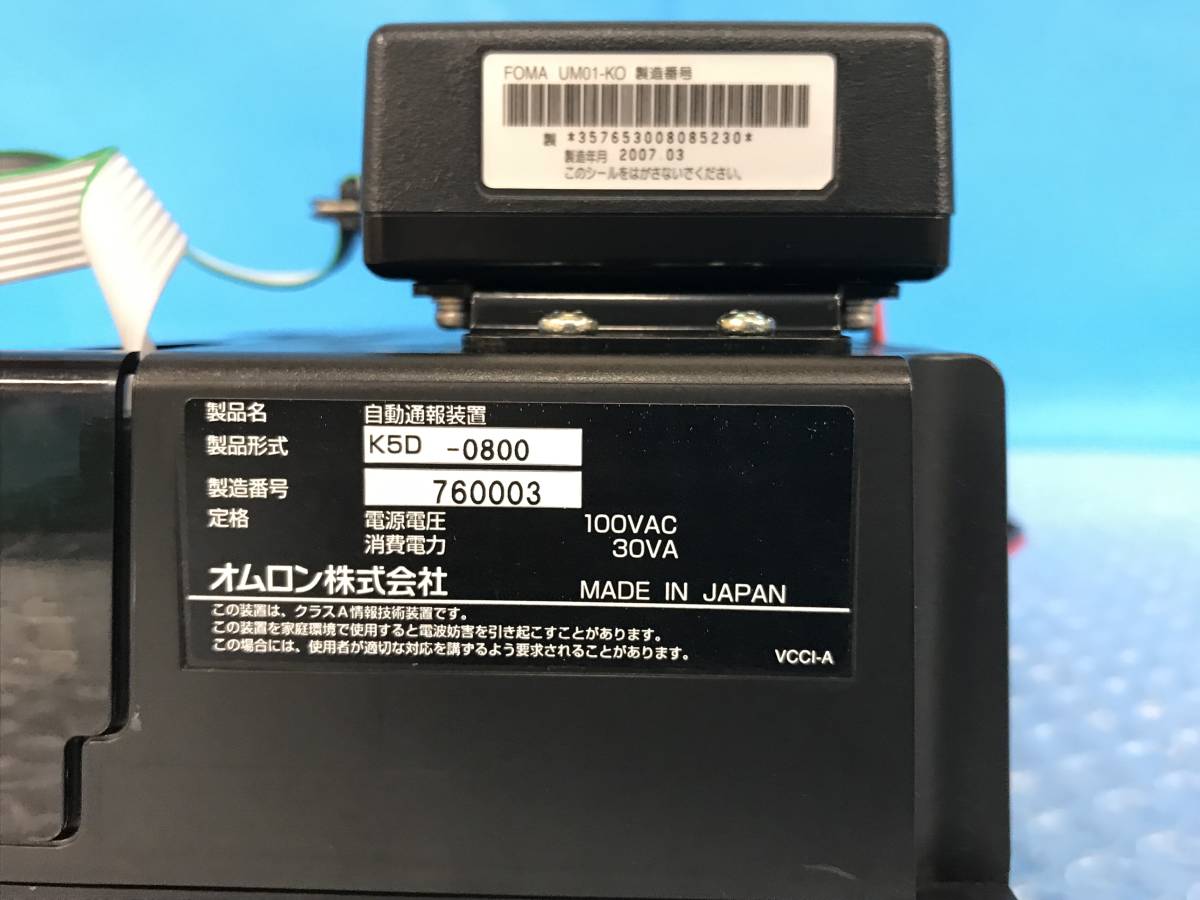 FOMA UM01-KO 製造番号
製 *357653008085230*
製造年月 2007.03
このシールをはがさないでください。
製品名 自動通報装置
製品形式 K5D -0800
製造番号 760003
定格 電源電圧 100VAC
消費電力 30VA
オムロン株式会社 MADE IN JAPAN
この装置は、クラスA情報技術装置です。
この装置を家庭環境で使用すると電波妨害を引き起こすことがあります。
この場合には、使用者が適切な対応を講ずるよう要求されることがあります。 VCCI-A